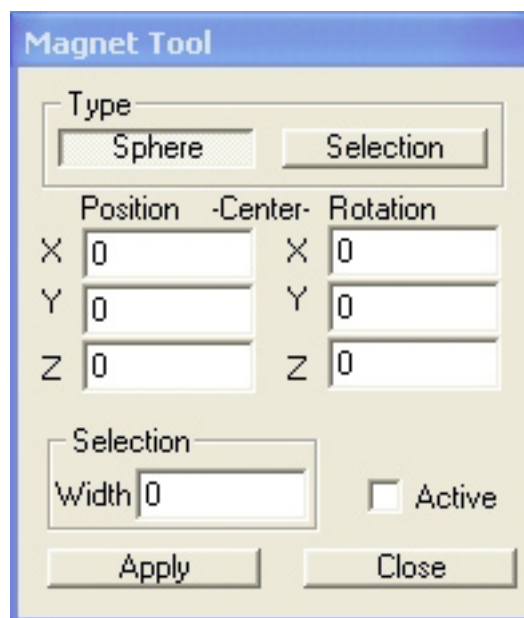 Magnet Tool
Type
Sphere Selection
Position -Center- Rotation
X 0 X 0
Y 0 Y 0
Z 0 Z 0
Selection
Width 0 Active
Apply Close